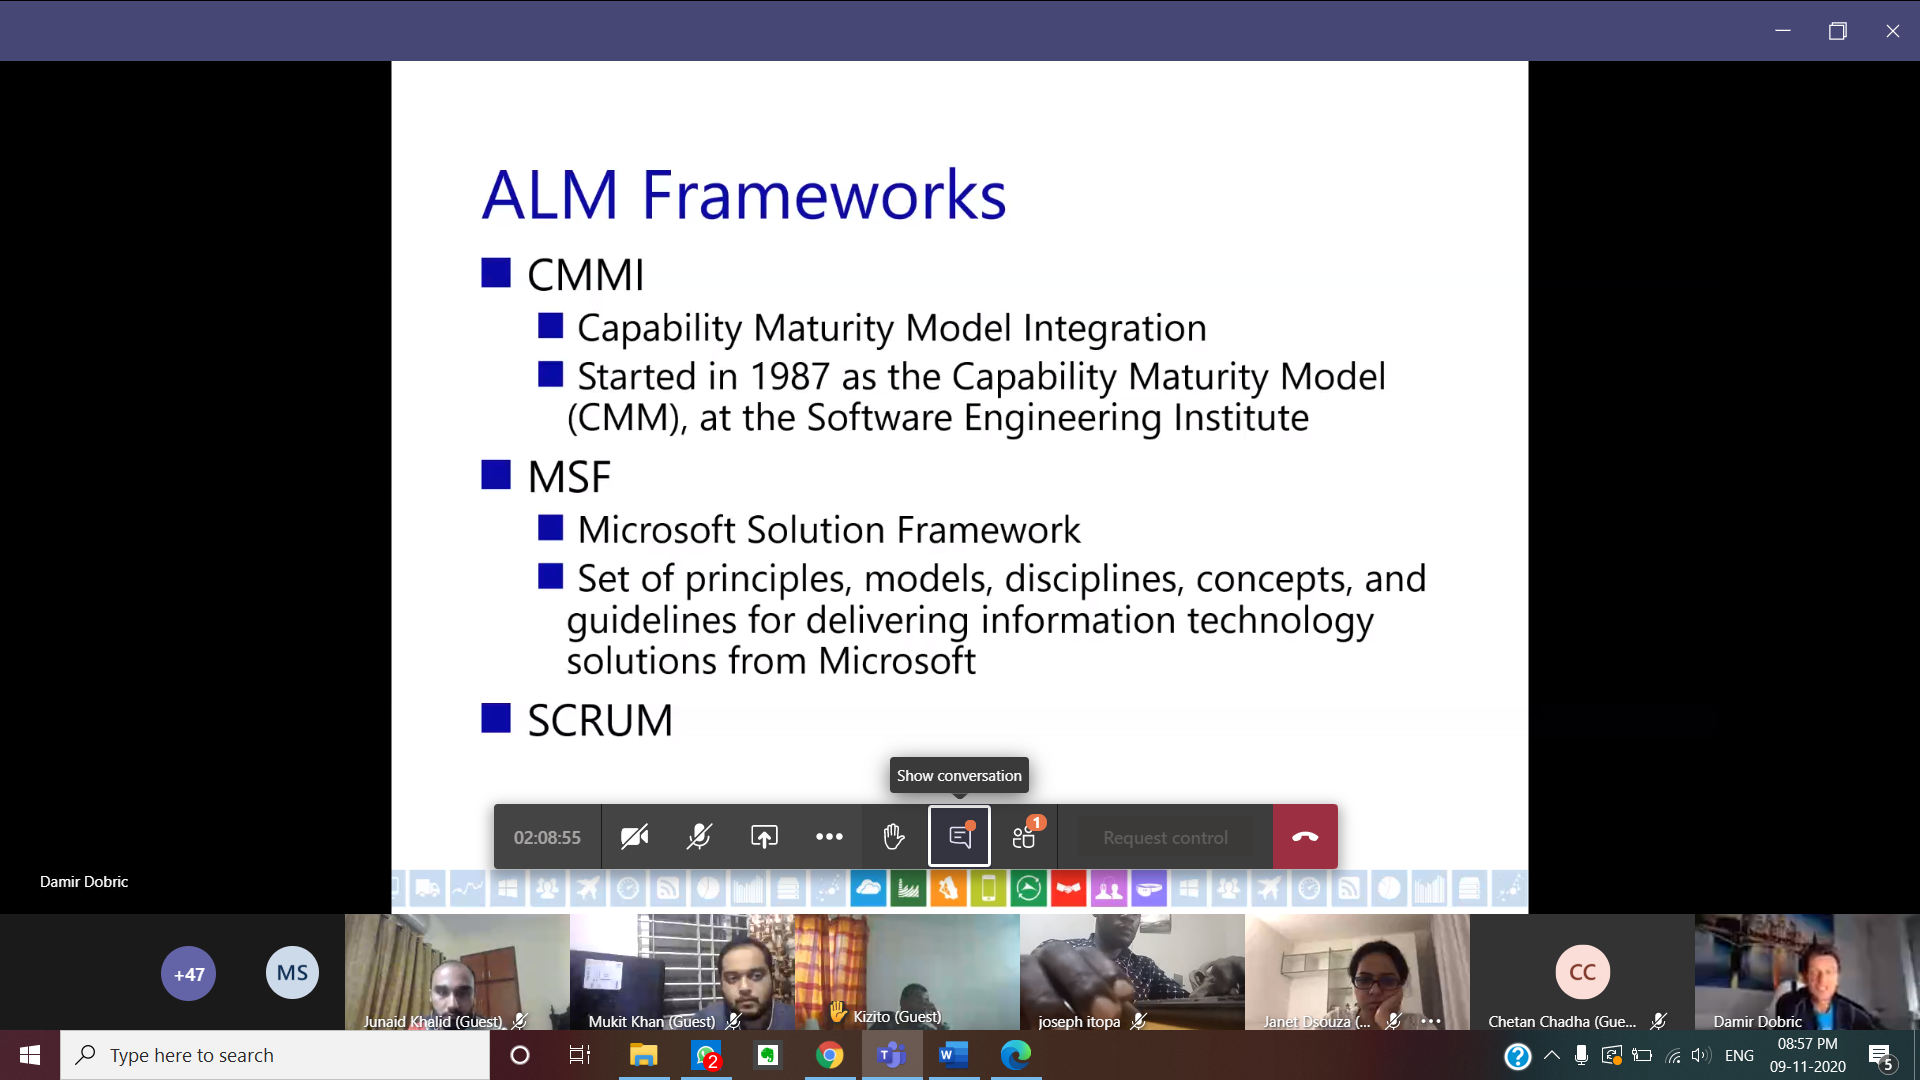 ALM Frameworks
CMMI
Capability Maturity Model Integration
Started in 1987 as the Capability Maturity Model
(CMM), at the Software Engineering Institute
MSF
Microsoft Solution Framework
Set of principles, models, disciplines, concepts, and
guidelines for delivering information technology
solutions from Microsoft
SCRUM
Show conversation
02:08:55
1
Request control
Damir Dobric
+47
MS
CC
Junaid Khalid (Guest)
Mukit Khan (Guest)
Kizito (Guest)
joseph itopa
Janet Dsouza (...
Chetan Chadha (Gue...
Damir Dobric
Type here to search
2
ENG
08:57 PM
09-11-2020
5